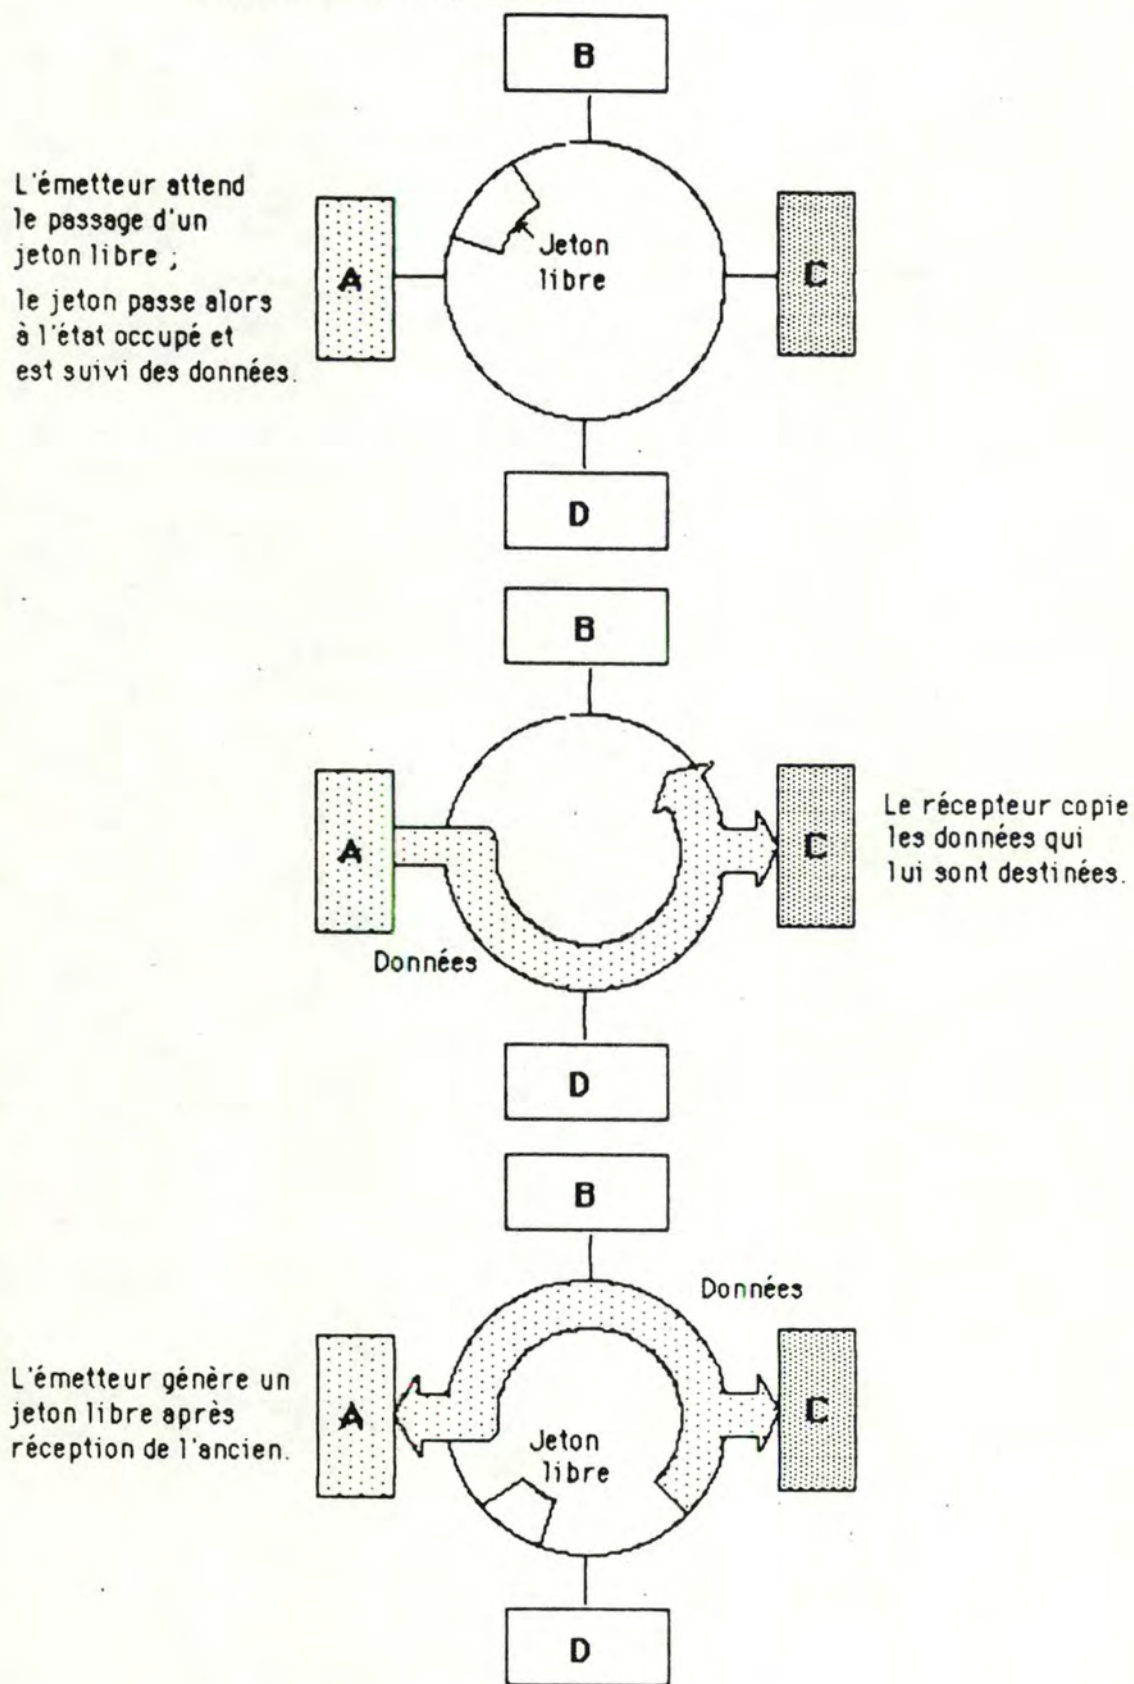 B
L'émetteur attend
le passage d'un
jeton libre ;
le jeton passe alors
à l'état occupé et
est suivi des données.
A
Jeton
libre
C
D
B
A
C
Le récepteur copie
les données qui
lui sont destinées.
Données
D
B
Données
L'émetteur génère un
jeton libre après
réception de l'ancien.
A
C
Jeton
libre
D